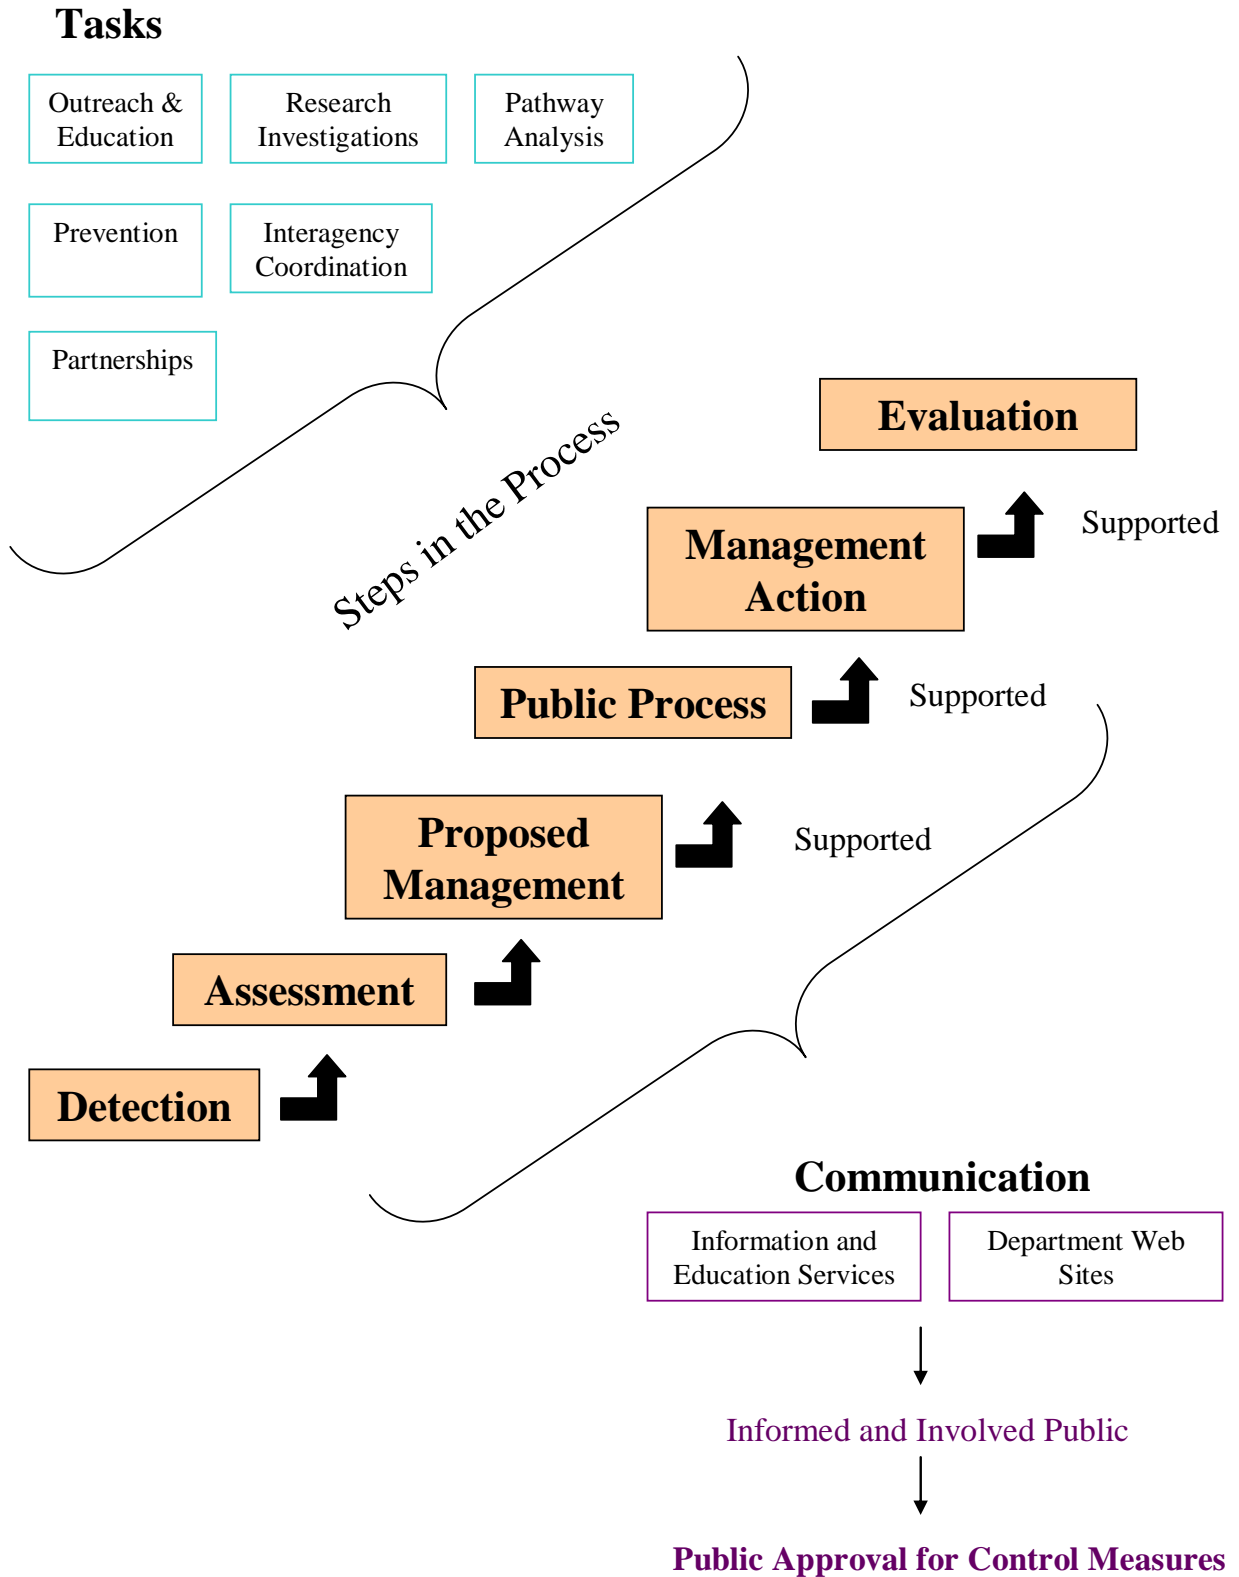 Tasks
Outreach &
Education
Research
Investigations
Pathway
Analysis
Prevention
Interagency
Coordination
Partnerships
Steps in the Process
Evaluation
Supported
Management
Action
Supported
Public Process
Supported
Proposed
Management
Assessment
Detection
Communication
Information and
Education Services
Department Web
Sites
Informed and Involved Public
Public Approval for Control Measures